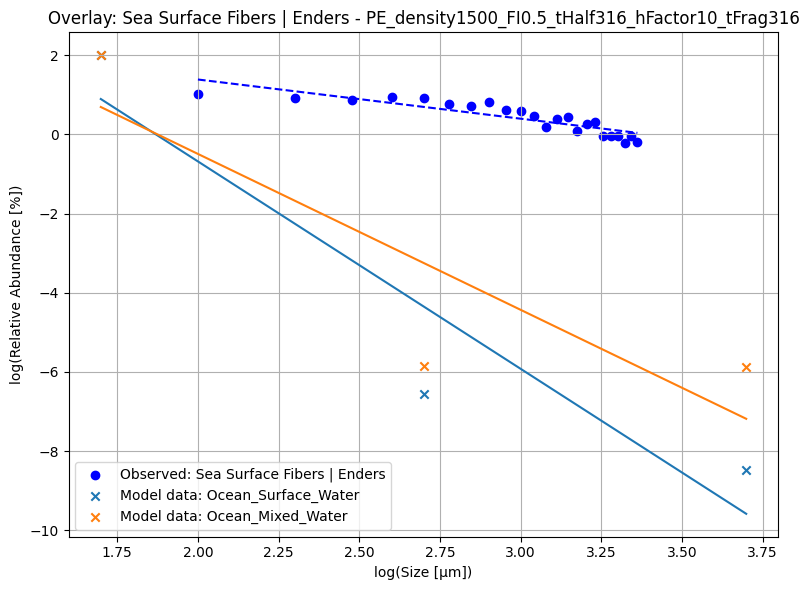 Overlay: Sea Surface Fibers | Enders - PE_density1500_FI0.5_tHalf316_hFactor10_tFrag316
log(Relative Abundance [%])
2
0
−2
−4
−6
−8
−10
Observed: Sea Surface Fibers | Enders
Model data: Ocean_Surface_Water
Model data: Ocean_Mixed_Water
1.75 2.00 2.25 2.50 2.75 3.00 3.25 3.50 3.75
log(Size [μm])